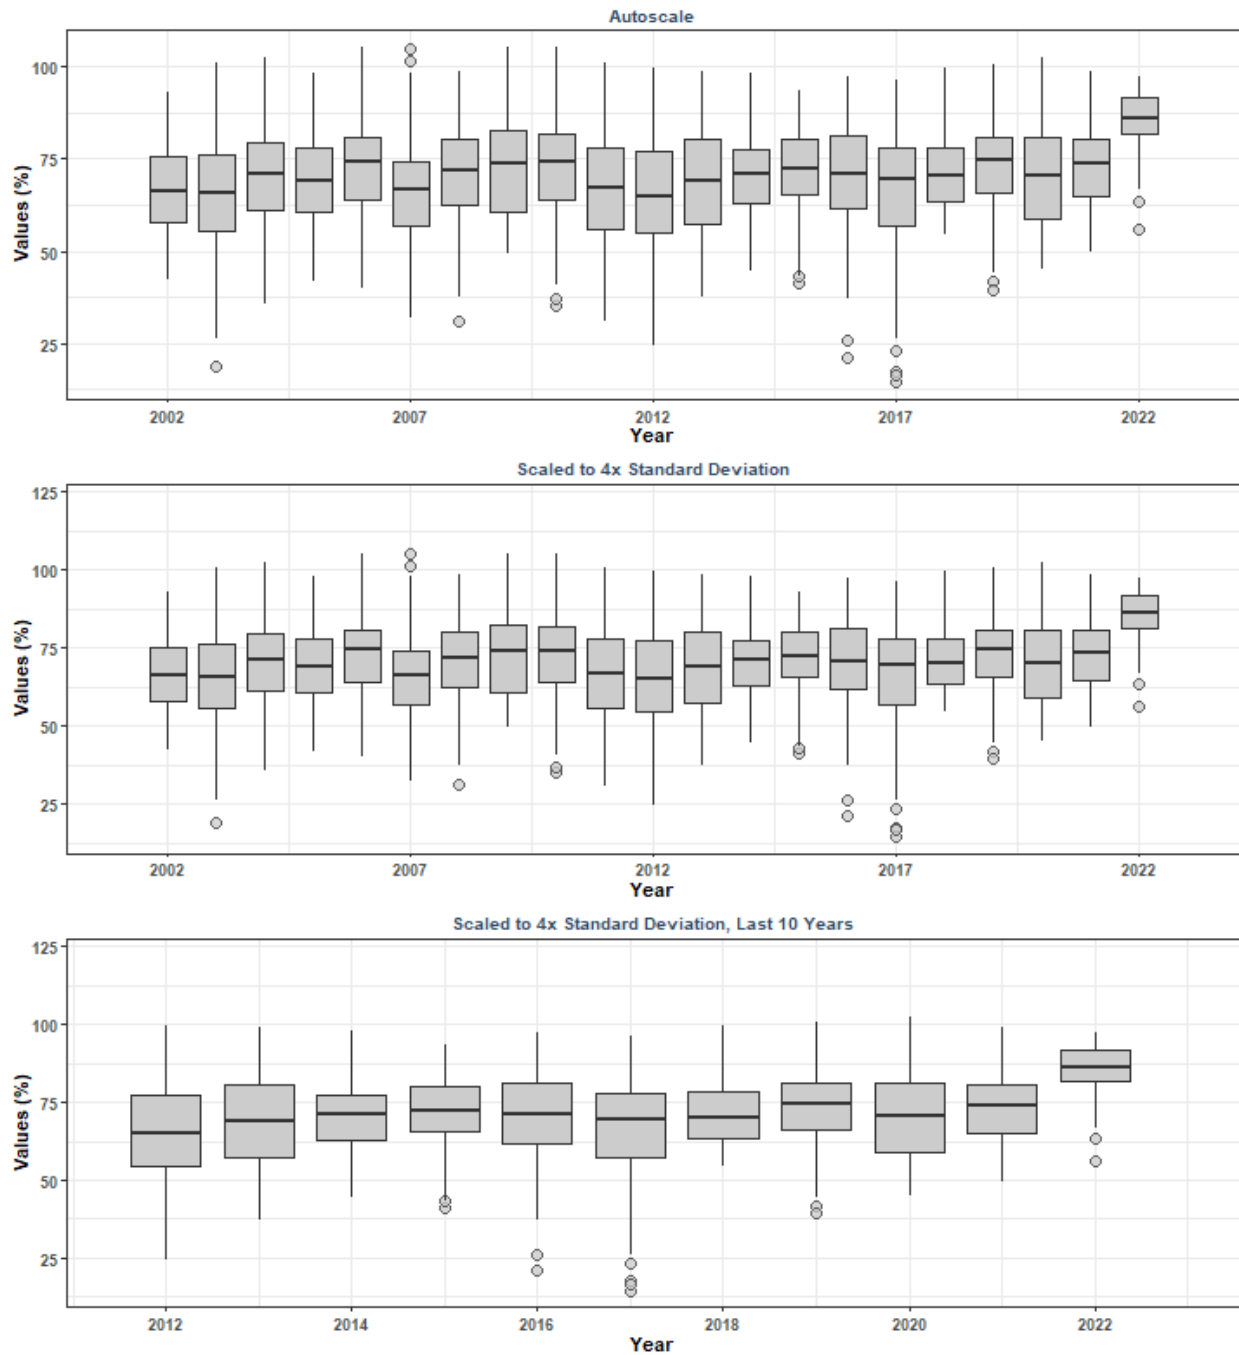 Autoscale
100
75
50
25
Values (%)
2002 2007 2012 2017 2022
Year
Scaled to 4x Standard Deviation
125
100
75
50
25
Values (%)
2002 2007 2012 2017 2022
Year
Scaled to 4x Standard Deviation, Last 10 Years
125
100
75
50
25
Values (%)
2012 2014 2016 2018 2020 2022
Year